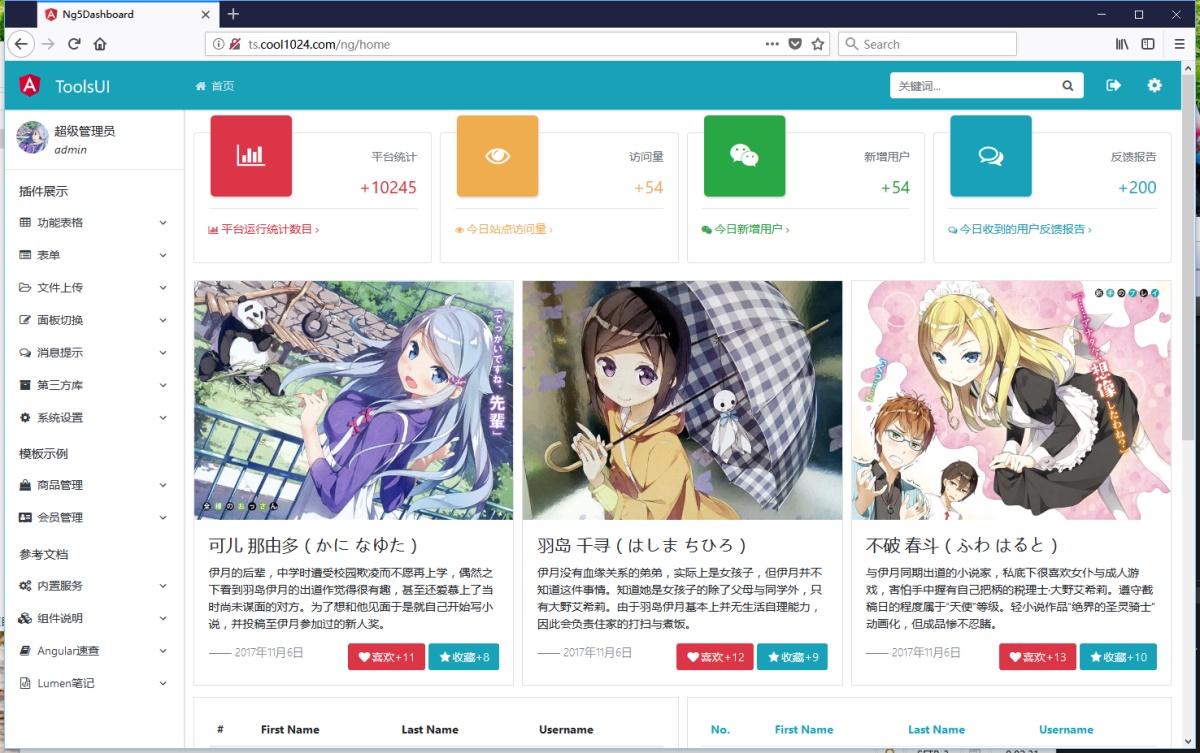 Ng5Dashboard
ts.cool1024.com/ng/home
Search
ToolsUI
首页
关键词...
超级管理员
admin
插件展示
功能表格
表单
文件上传
面板切换
消息提示
第三方库
系统设置
模板示例
商品管理
会员管理
参考文档
内置服务
组件说明
Angular速查
Lumen笔记
平台统计
+10245
平台运行统计数目 ›
访问量
+54
今日站点访问量 ›
新增用户
+54
今日新增用户 ›
反馈报告
+200
今日收到的用户反馈报告 ›
「でっかいですね、
先輩」
可儿 那由多（かに なゆた）
伊月的后辈，中学时遭受校园欺凌而不愿再上学，偶然之
下看到羽岛伊月的出道作觉得很有趣，甚至还爱慕上了当
时尚未谋面的对方。为了想和他见面于是就自己开始写小
说，并投稿至伊月参加过的新人奖。
—— 2017年11月6日
喜欢+11
收藏+8
羽岛 千寻（はしま ちひろ）
伊月没有血缘关系的弟弟，实际上是女孩子，但伊月并不
知道这件事情。知道她是女孩子的除了父母与同学外，只
有大野艾希莉。由于羽岛伊月基本上并无生活自理能力，
因此会负责住家的打扫与煮饭。
—— 2017年11月6日
喜欢+12
收藏+9
想像
したわね?」
不破 春斗（ふわ はると）
与伊月同期出道的小说家，私底下很喜欢女仆与成人游
戏，害怕手中握有自己把柄的税理士·大野艾希莉。遵守截
稿日的程度属于“天使”等级。轻小说作品“绝界的圣灵骑士”
动画化，但成品惨不忍睹。
—— 2017年11月6日
喜欢+13
收藏+10
# First Name Last Name Username
No. First Name Last Name Username